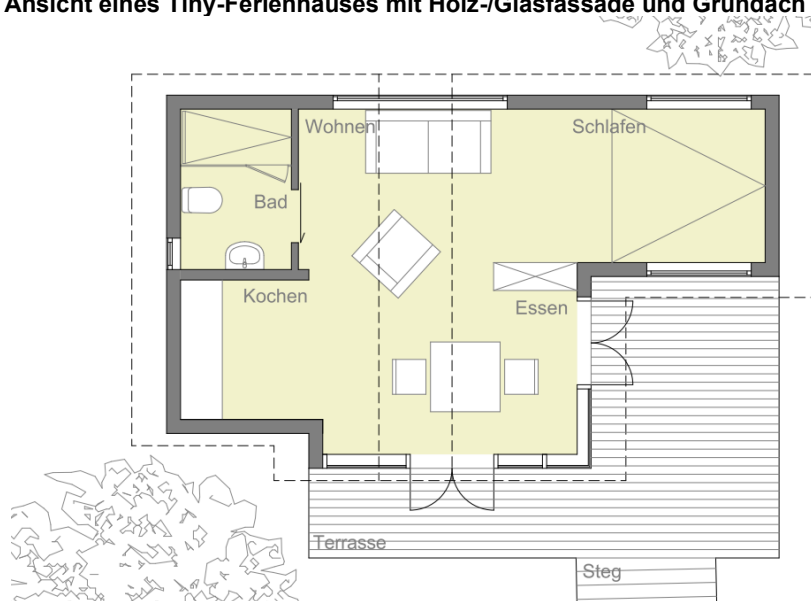 Ansicht eines Tiny-Ferienhauses mit Holz-/Glasfassade und Gründach
Wohnen
Schlafen
Bad
Kochen
Essen
Terrasse
Steg